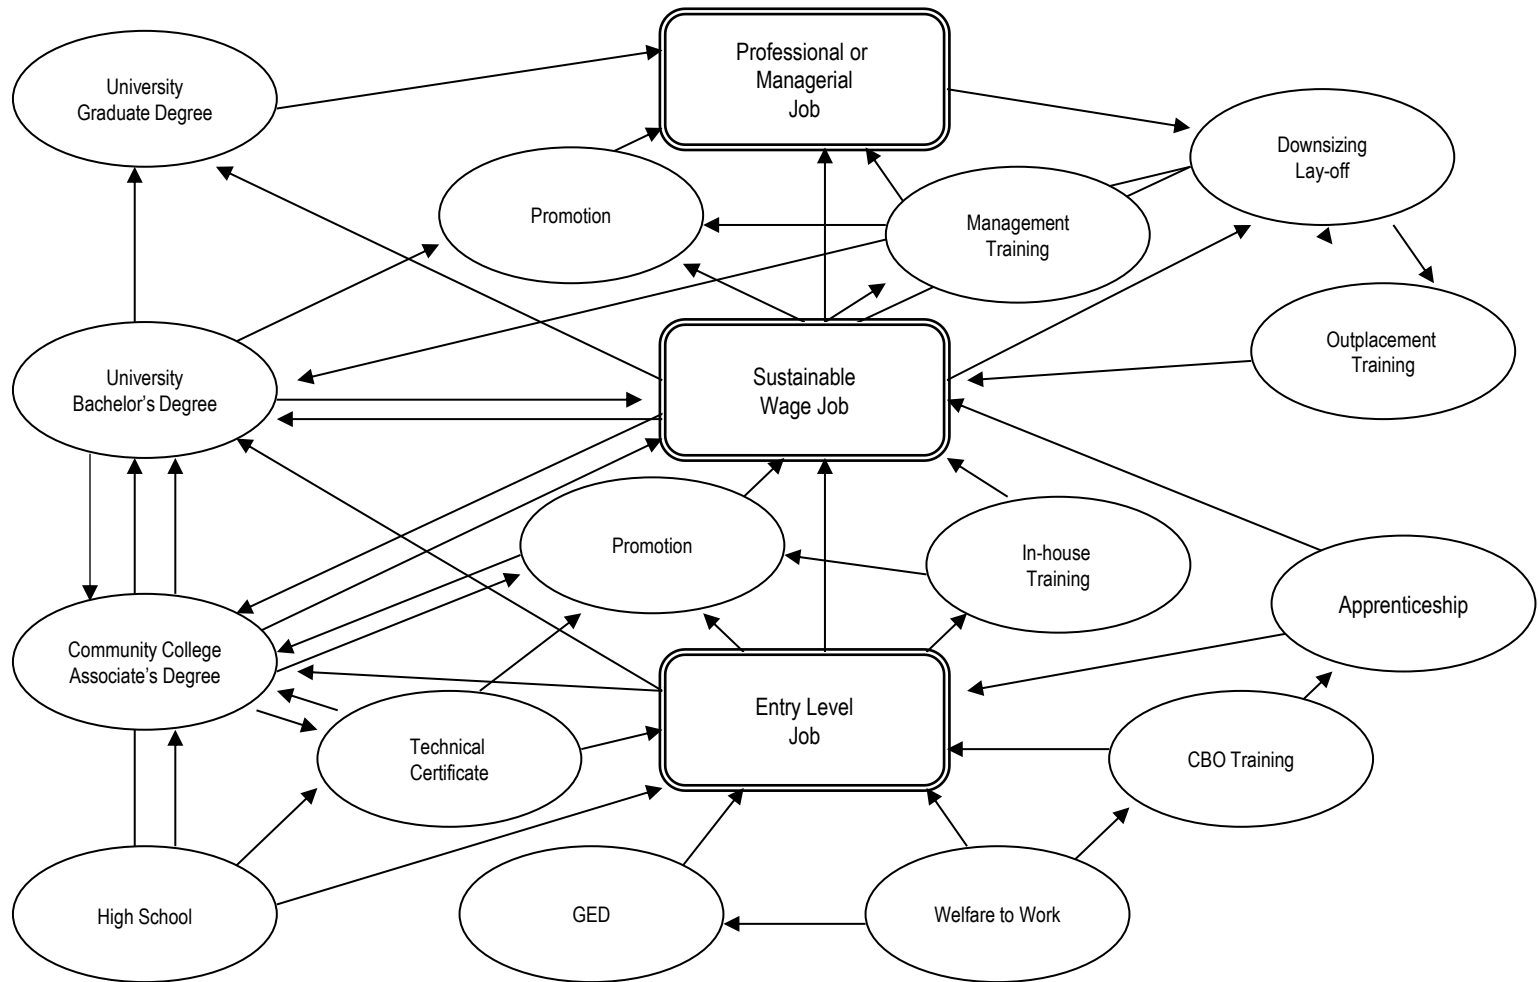 Professional or
Managerial
Job
University
Graduate Degree
Downsizing
Lay-off
Promotion
Management
Training
Outplacement
Training
University
Bachelor’s Degree
Sustainable
Wage Job
Promotion
In-house
Training
Apprenticeship
Community College
Associate’s Degree
Entry Level
Job
Technical
Certificate
CBO Training
High School
GED
Welfare to Work